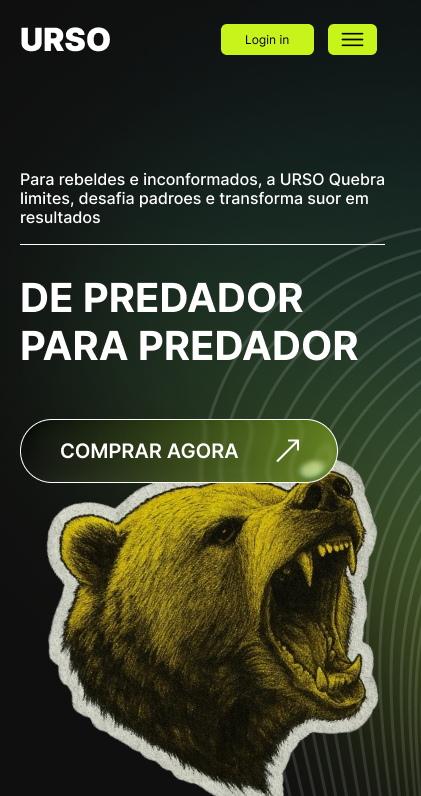 URSO
Login in
Para rebeldes e inconformados, a URSO Quebra
limites, desafia padroes e transforma suor em
resultados
DE PREDADOR
PARA PREDADOR
COMPRAR AGORA